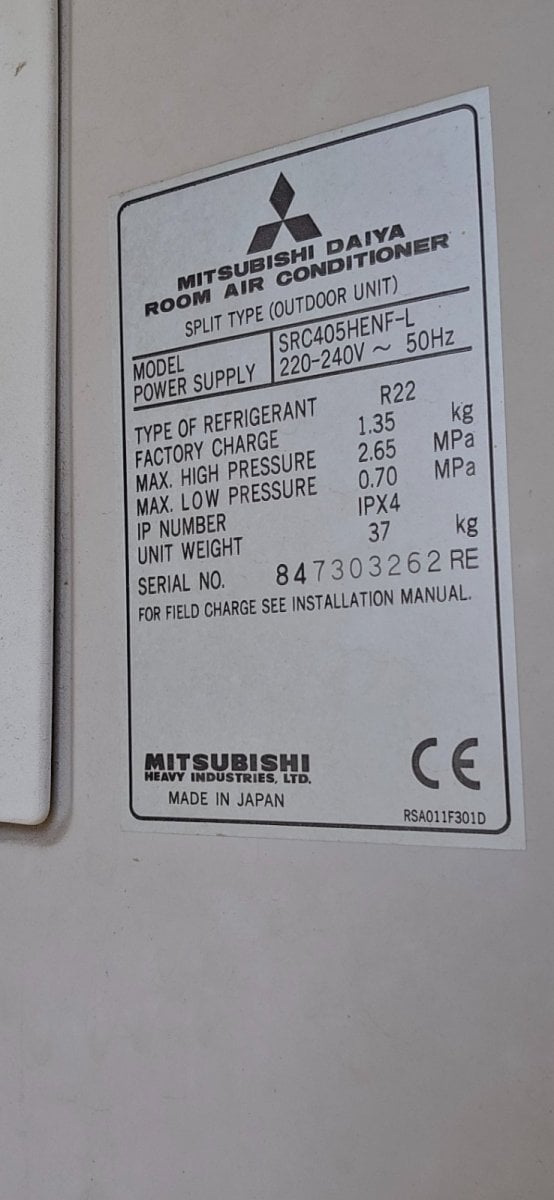 MITSUBISHI DAIYA
ROOM AIR CONDITIONER
SPLIT TYPE (OUTDOOR UNIT)
MODEL SRC405HENF-L
POWER SUPPLY 220-240V ~ 50Hz
TYPE OF REFRIGERANT R22
FACTORY CHARGE 1.35 kg
MAX. HIGH PRESSURE 2.65 MPa
MAX. LOW PRESSURE 0.70 MPa
IP NUMBER IPX4
UNIT WEIGHT 37 kg
SERIAL NO. 847303262 RE
FOR FIELD CHARGE SEE INSTALLATION MANUAL.
MITSUBISHI
HEAVY INDUSTRIES, LTD.
MADE IN JAPAN
CE
RSA011F301D